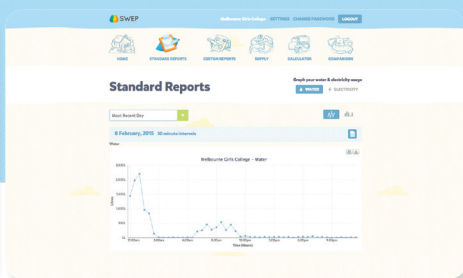 SWEP
Melbourne Girls College SETTINGS CHANGE PASSWORD LOGOUT
HOME STANDARD REPORTS CUSTOM REPORTS SUPPLY CALCULATOR COMPARISON
Standard Reports
Graph your water & electricity usage
WATER ELECTRICITY
Most Recent Day
8 February, 2015 30 minute intervals
Water
Melbourne Girls College - Water
Litres
Time (Hours)